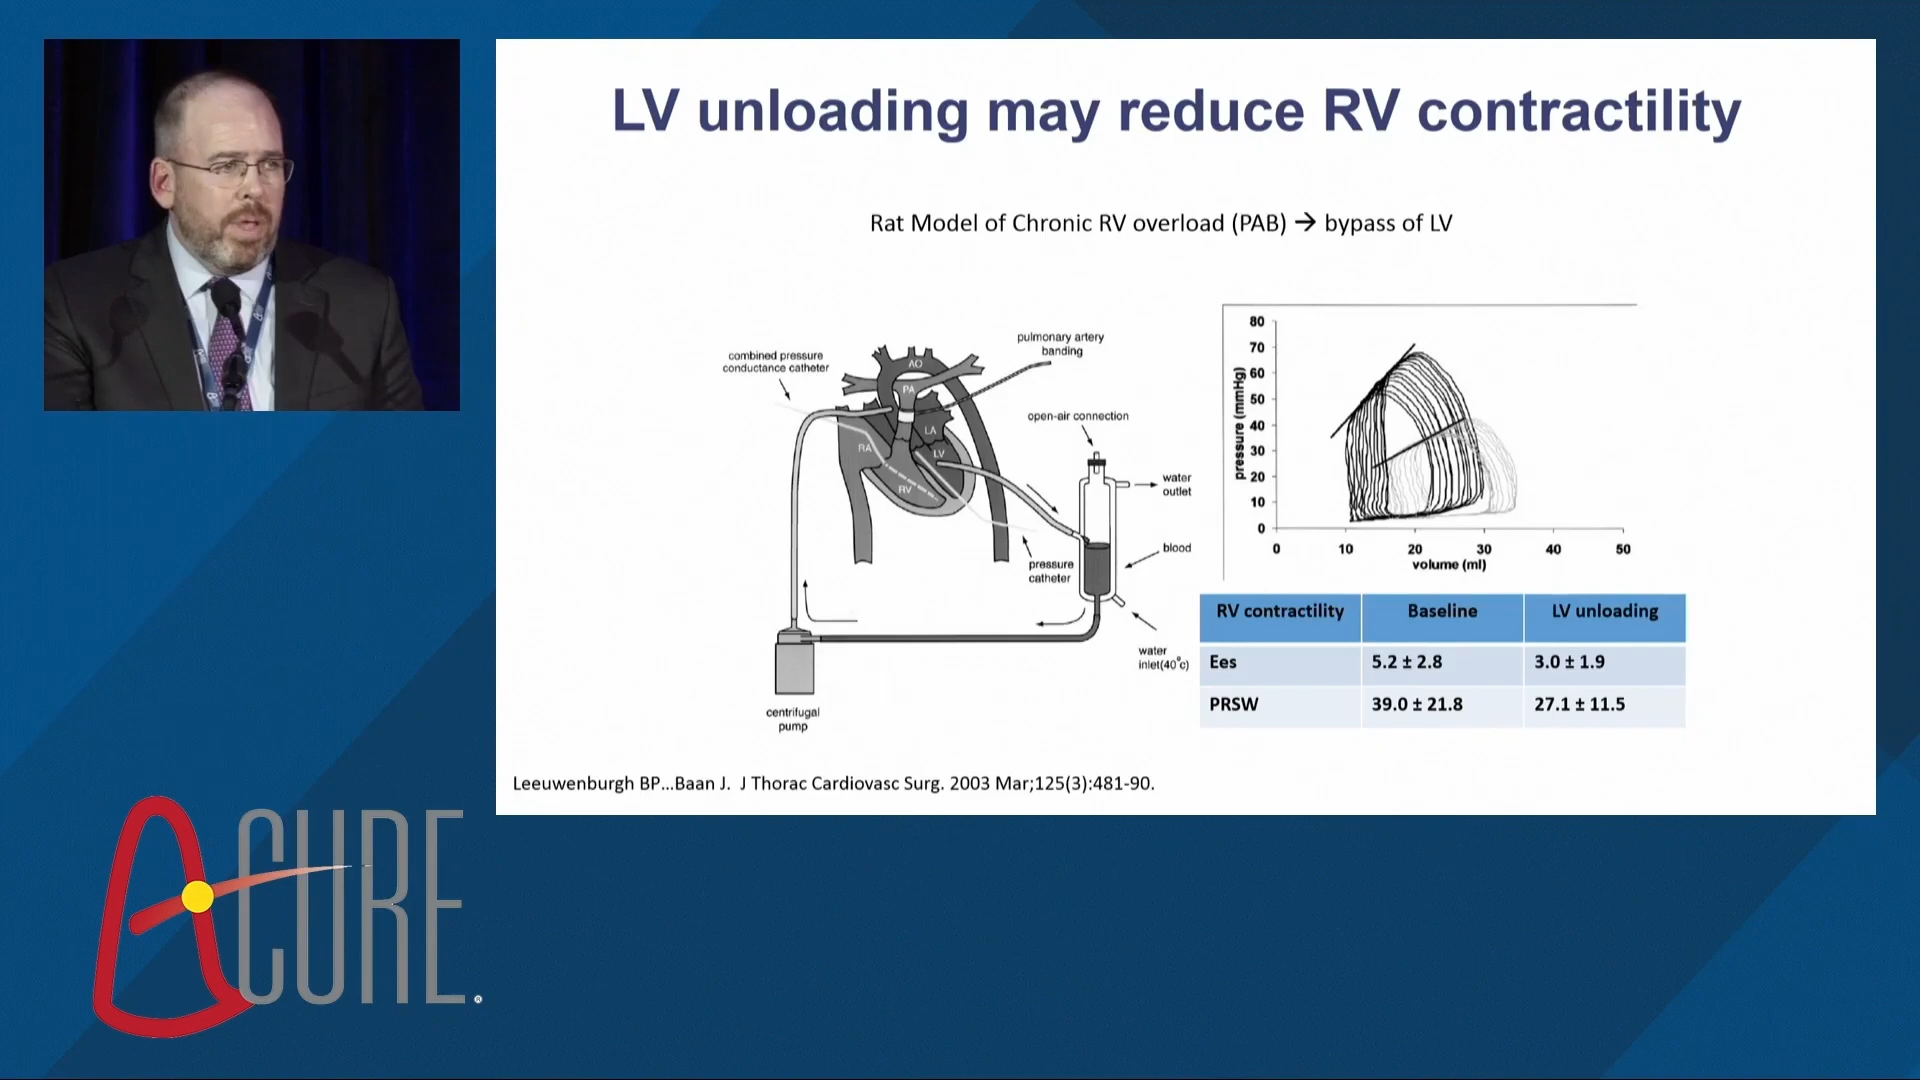 LV unloading may reduce RV contractility
Rat Model of Chronic RV overload (PAB) → bypass of LV
combined pressure
conductance catheter
pulmonary artery
banding
open-air connection
AO
PA
LA
RA
LV
RV
water
outlet
blood
pressure
catheter
water
inlet(40°c)
centrifugal
pump
80
70
60
50
40
30
20
10
0
pressure (mmHg)
0 10 20 30 40 50
volume (ml)
RV contractility Baseline LV unloading
Ees 5.2 ± 2.8 3.0 ± 1.9
PRSW 39.0 ± 21.8 27.1 ± 11.5
Leeuwenburgh BP...Baan J. J Thorac Cardiovasc Surg. 2003 Mar;125(3):481-90.
ACURE®